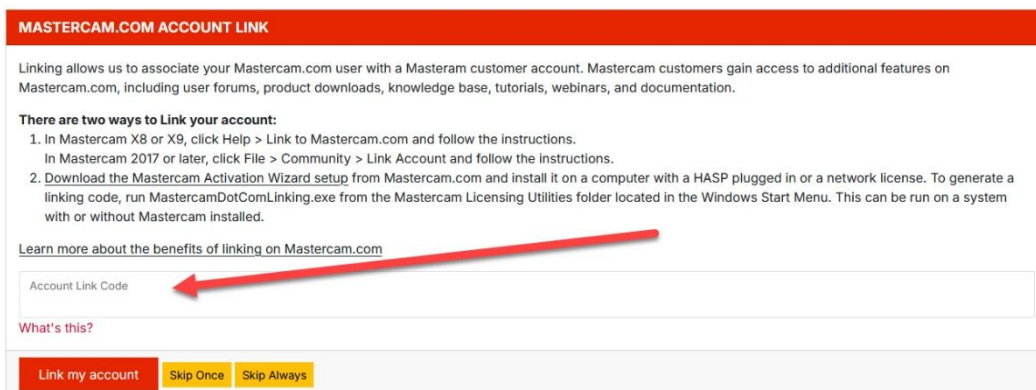 MASTERCAM.COM ACCOUNT LINK
Linking allows us to associate your Mastercam.com user with a Masteram customer account. Mastercam customers gain access to additional features on
Mastercam.com, including user forums, product downloads, knowledge base, tutorials, webinars, and documentation.
There are two ways to Link your account:
1. In Mastercam X8 or X9, click Help > Link to Mastercam.com and follow the instructions.
In Mastercam 2017 or later, click File > Community > Link Account and follow the instructions.
2. Download the Mastercam Activation Wizard setup from Mastercam.com and install it on a computer with a HASP plugged in or a network license. To generate a
linking code, run MastercamDotComLinking.exe from the Mastercam Licensing Utilities folder located in the Windows Start Menu. This can be run on a system
with or without Mastercam installed.
Learn more about the benefits of linking on Mastercam.com
Account Link Code
What's this?
Link my account Skip Once Skip Always